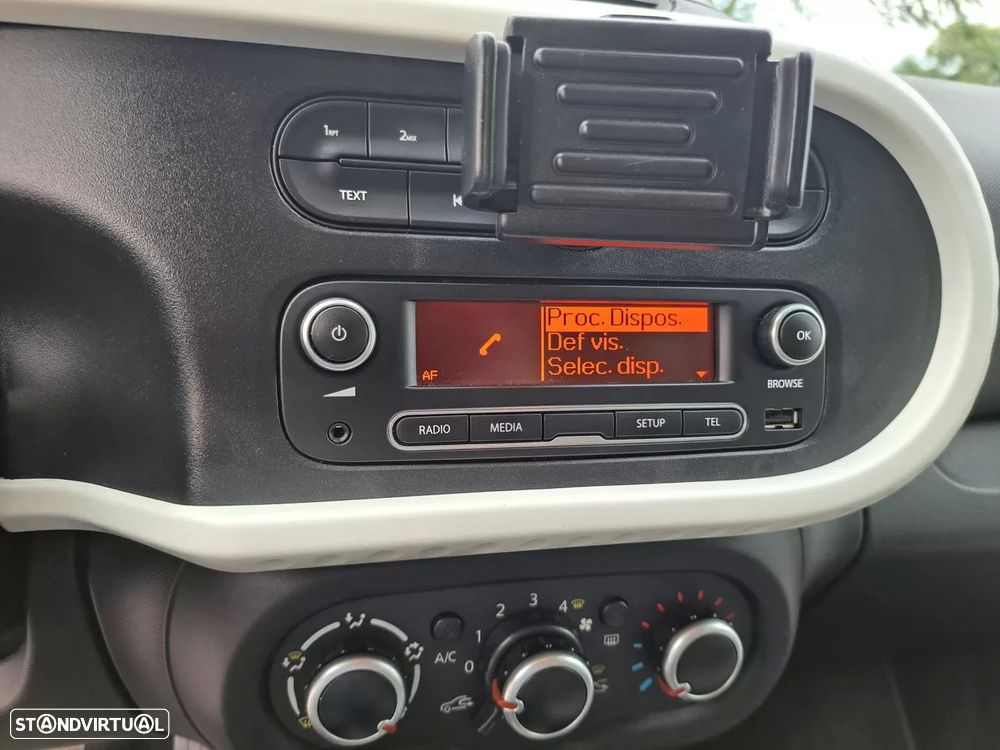 1RPT
2MIX
TEXT
Proc. Dispos.
Def vis.
Selec. disp.
AF
OK
BROWSE
RADIO
MEDIA
SETUP
TEL
A/C
0
1
2
3
4
STANDVIRTUAL